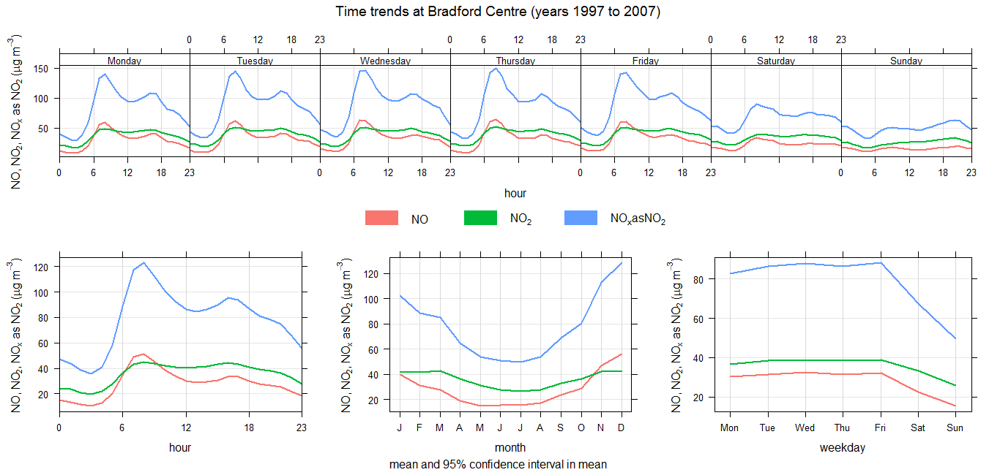 Time trends at Bradford Centre (years 1997 to 2007)
0 6 12 18 23 0 6 12 18 23 0 6 12 18 23
Monday Tuesday Wednesday Thursday Friday Saturday Sunday
NO, NO₂, NOₓ as NO₂ (µg m⁻³)
150
100
50
0 6 12 18 23 0 6 12 18 23 0 6 12 18 23 0 6 12 18 23
hour
NO NO₂ NOₓasNO₂
NO, NO₂, NOₓ as NO₂ (µg m⁻³)
120
100
80
60
40
20
0 6 12 18 23
hour
NO, NO₂, NOₓ as NO₂ (µg m⁻³)
120
100
80
60
40
20
J F M A M J J A S O N D
month
NO, NO₂, NOₓ as NO₂ (µg m⁻³)
80
60
40
20
Mon Tue Wed Thu Fri Sat Sun
weekday
mean and 95% confidence interval in mean